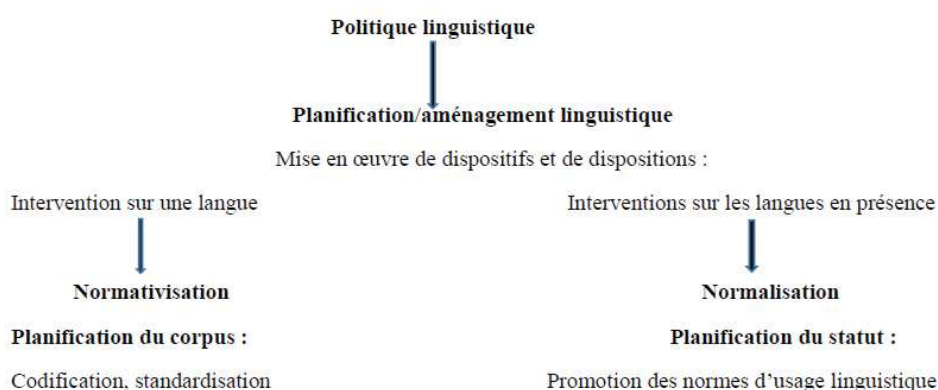 Politique linguistique
Planification/aménagement linguistique
Mise en œuvre de dispositifs et de dispositions :
Intervention sur une langue
Interventions sur les langues en présence
Normativisation
Normalisation
Planification du corpus :
Planification du statut :
Codification, standardisation
Promotion des normes d’usage linguistique